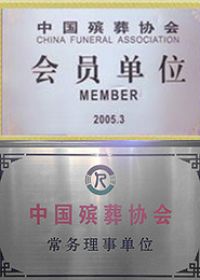 中国殡葬协会
CHINA FUNERAL ASSOCIATION
会员单位
MEMBER
2005.3
中国殡葬协会
常务理事单位